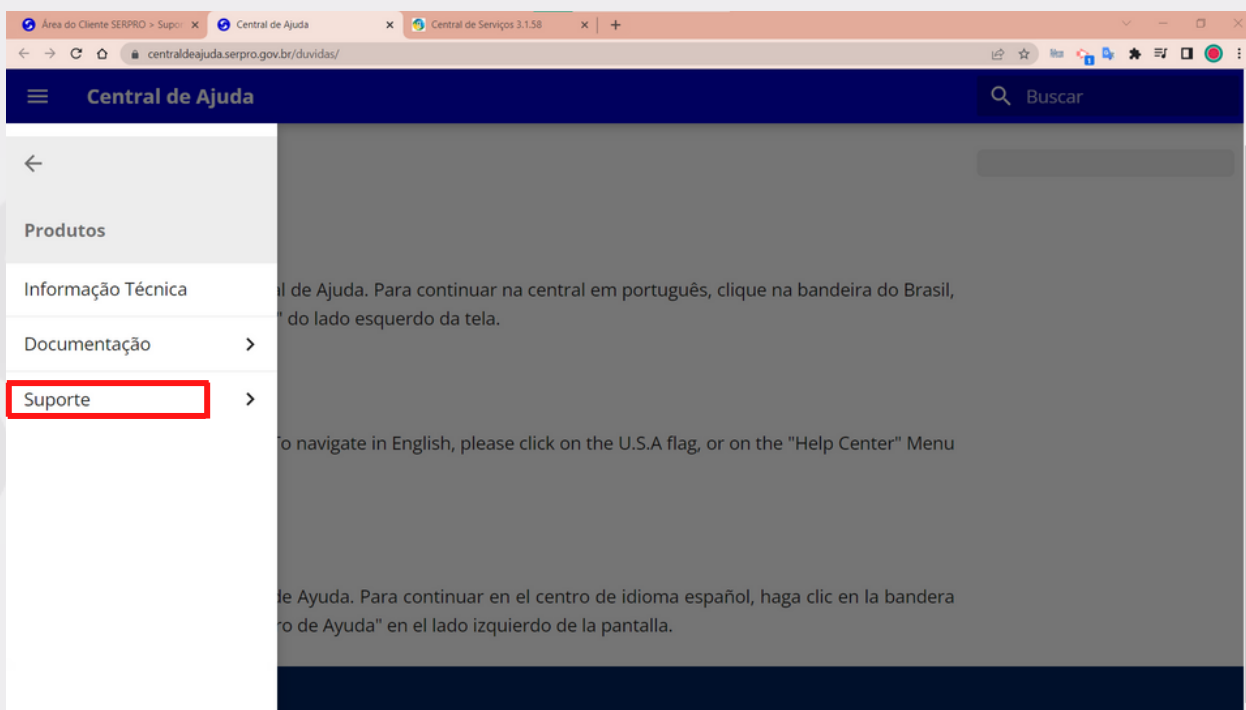 Área do Cliente SERPRO > Supor
Central de Ajuda
Central de Serviços 3.1.58
centraldeajuda.serpro.gov.br/duvidas/
Central de Ajuda
Buscar
Produtos
Informação Técnica
al de Ajuda. Para continuar na central em português, clique na bandeira do Brasil,
" do lado esquerdo da tela.
Documentação
Suporte
To navigate in English, please click on the U.S.A flag, or on the "Help Center" Menu
de Ayuda. Para continuar en el centro de idioma español, haga clic en la bandera
ro de Ayuda" en el lado izquierdo de la pantalla.